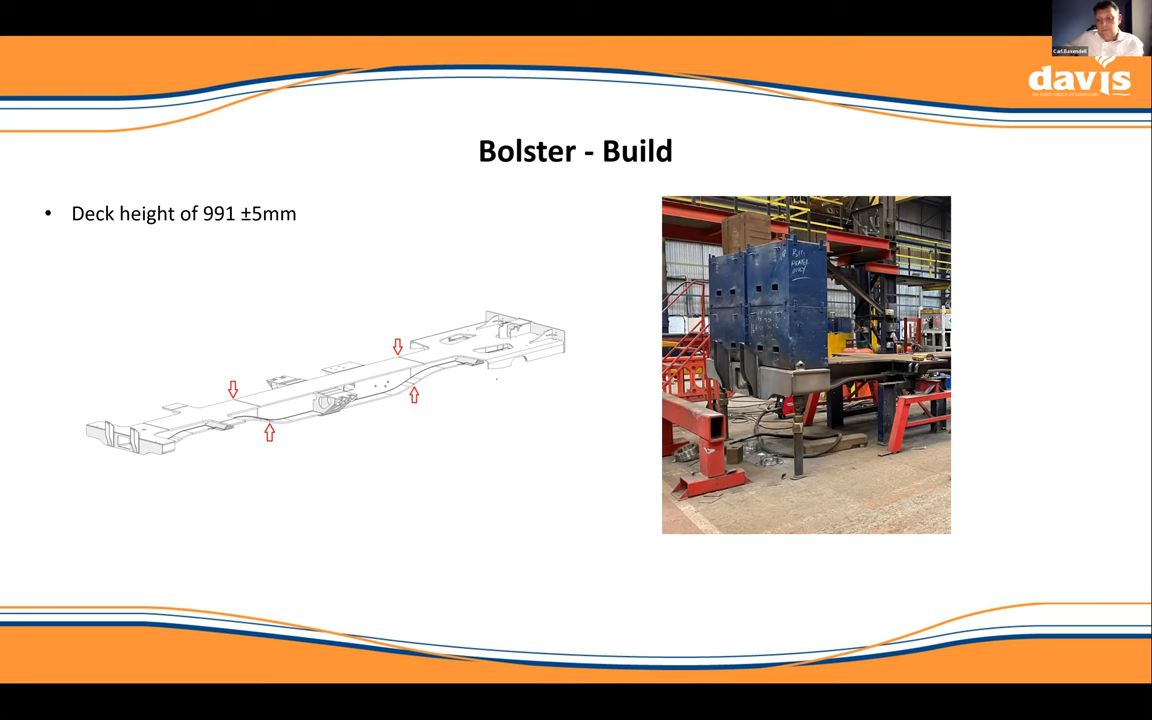 Carl.Baxendell
davis
Bolster - Build
• Deck height of 991 ±5mm